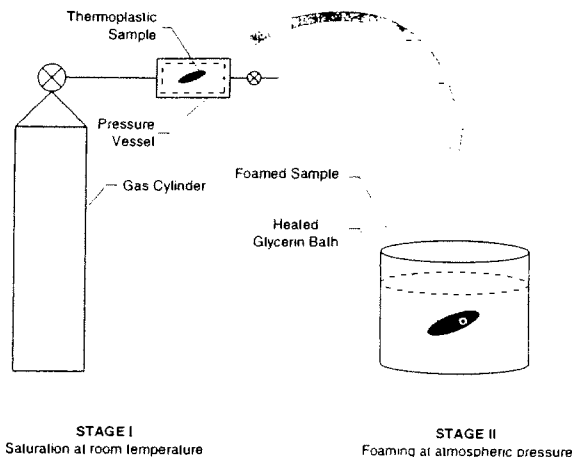 Thermoplastic
Sample
Pressure
Vessel
Gas Cylinder
Foamed Sample
Heated
Glycerin Bath
STAGE I
Saturation at room temperature
STAGE II
Foaming at atmospheric pressure